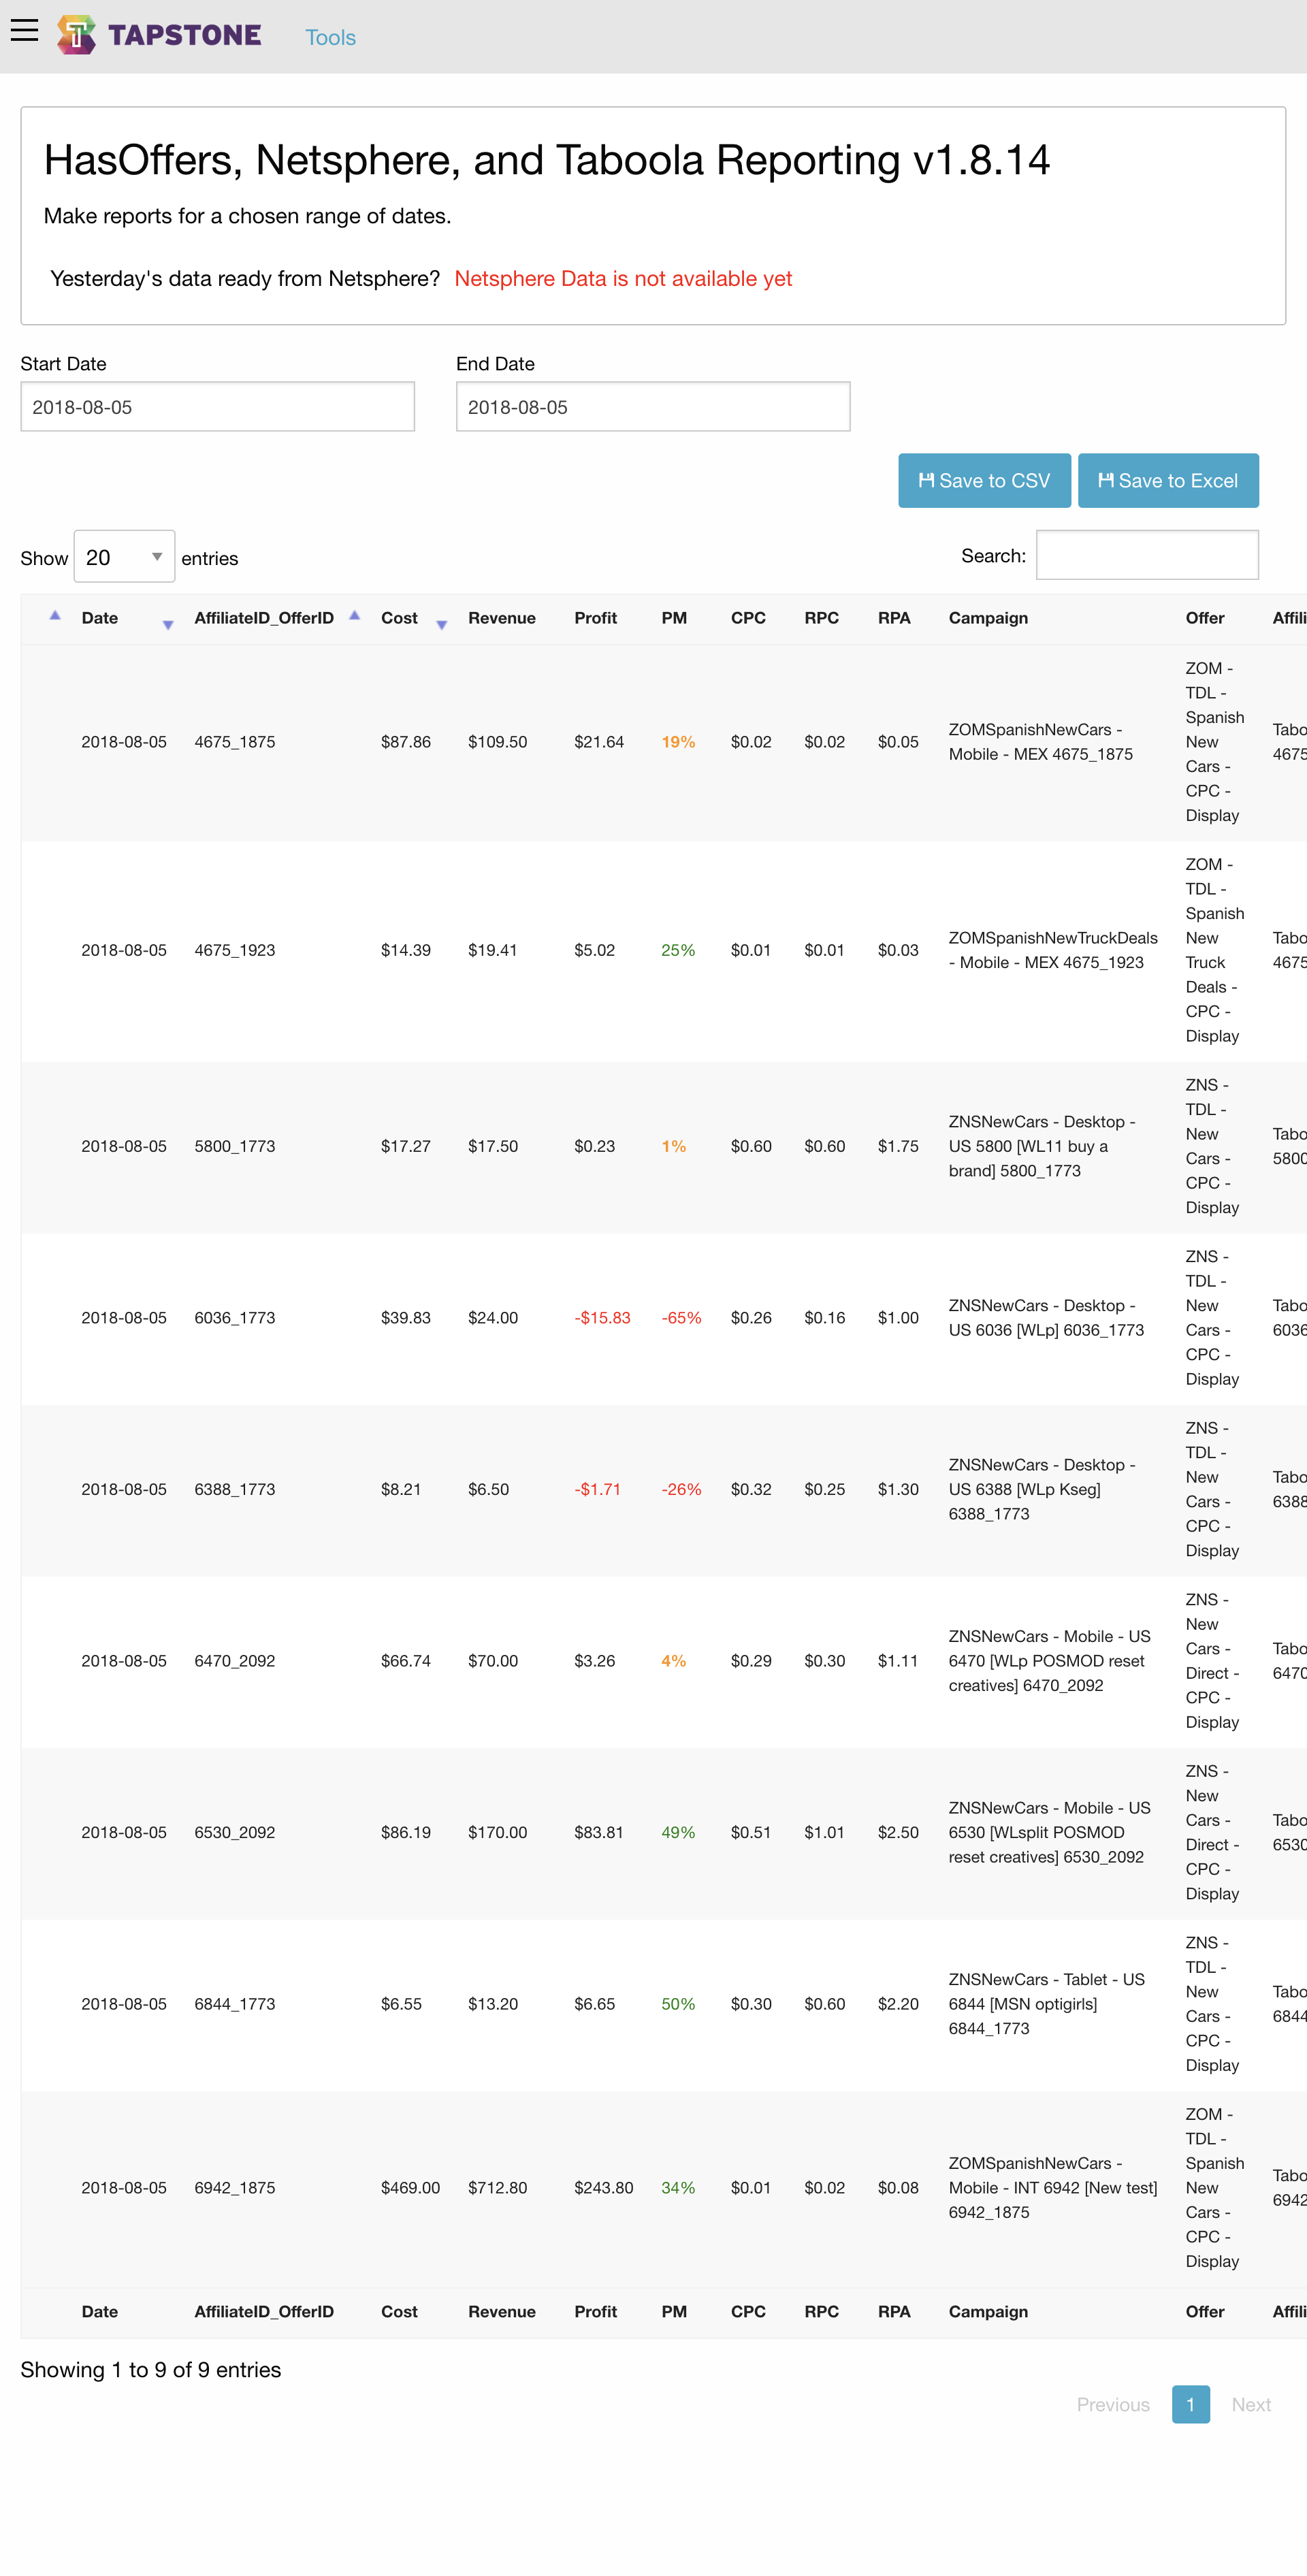 TAPSTONE Tools
HasOffers, Netsphere, and Taboola Reporting v1.8.14
Make reports for a chosen range of dates.
Yesterday's data ready from Netsphere? Netsphere Data is not available yet
Start Date End Date
2018-08-05 2018-08-05
Save to CSV Save to Excel
Show 20 entries Search:
Date AffiliateID_OfferID Cost Revenue Profit PM CPC RPC RPA Campaign Offer Affili
2018-08-05 4675_1875 $87.86 $109.50 $21.64 19% $0.02 $0.02 $0.05
ZOMSpanishNewCars -
Mobile - MEX 4675_1875
ZOM -
TDL -
Spanish
New
Cars -
CPC -
Display
Tabo
4675
2018-08-05 4675_1923 $14.39 $19.41 $5.02 25% $0.01 $0.01 $0.03
ZOMSpanishNewTruckDeals
- Mobile - MEX 4675_1923
ZOM -
TDL -
Spanish
New
Truck
Deals -
CPC -
Display
Tabo
4675
2018-08-05 5800_1773 $17.27 $17.50 $0.23 1% $0.60 $0.60 $1.75
ZNSNewCars - Desktop -
US 5800 [WL11 buy a
brand] 5800_1773
ZNS -
TDL -
New
Cars -
CPC -
Display
Tabo
5800
2018-08-05 6036_1773 $39.83 $24.00 -$15.83 -65% $0.26 $0.16 $1.00
ZNSNewCars - Desktop -
US 6036 [WLp] 6036_1773
ZNS -
TDL -
New
Cars -
CPC -
Display
Tabo
6036
2018-08-05 6388_1773 $8.21 $6.50 -$1.71 -26% $0.32 $0.25 $1.30
ZNSNewCars - Desktop -
US 6388 [WLp Kseg]
6388_1773
ZNS -
TDL -
New
Cars -
CPC -
Display
Tabo
6388
2018-08-05 6470_2092 $66.74 $70.00 $3.26 4% $0.29 $0.30 $1.11
ZNSNewCars - Mobile - US
6470 [WLp POSMOD reset
creatives] 6470_2092
ZNS -
New
Cars -
Direct -
CPC -
Display
Tabo
6470
2018-08-05 6530_2092 $86.19 $170.00 $83.81 49% $0.51 $1.01 $2.50
ZNSNewCars - Mobile - US
6530 [WLsplit POSMOD
reset creatives] 6530_2092
ZNS -
New
Cars -
Direct -
CPC -
Display
Tabo
6530
2018-08-05 6844_1773 $6.55 $13.20 $6.65 50% $0.30 $0.60 $2.20
ZNSNewCars - Tablet - US
6844 [MSN optigirls]
6844_1773
ZNS -
TDL -
New
Cars -
CPC -
Display
Tabo
6844
2018-08-05 6942_1875 $469.00 $712.80 $243.80 34% $0.01 $0.02 $0.08
ZOMSpanishNewCars -
Mobile - INT 6942 [New test]
6942_1875
ZOM -
TDL -
Spanish
New
Cars -
CPC -
Display
Tabo
6942
Date AffiliateID_OfferID Cost Revenue Profit PM CPC RPC RPA Campaign Offer Affili
Showing 1 to 9 of 9 entries
Previous 1 Next